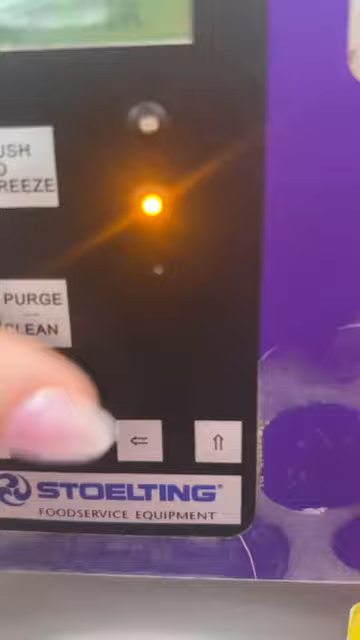 USH
REEZE
PURGE
CLEAN
⇐ ⇑
STOELTING®
FOODSERVICE EQUIPMENT